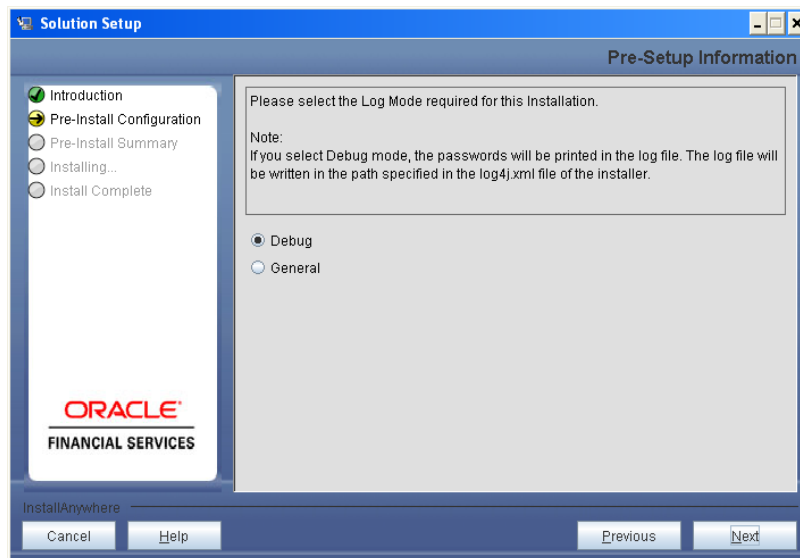 Solution Setup
Pre-Setup Information
Introduction
Pre-Install Configuration
Pre-Install Summary
Installing...
Install Complete
ORACLE
FINANCIAL SERVICES
Please select the Log Mode required for this Installation.
Note:
If you select Debug mode, the passwords will be printed in the log file. The log file will
be written in the path specified in the log4j.xml file of the installer.
Debug
General
InstallAnywhere
Cancel
Help
Previous
Next